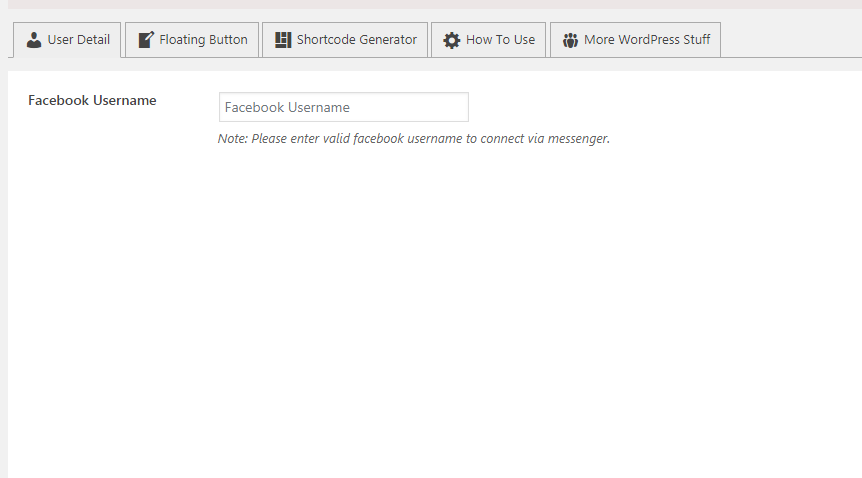 User Detail Floating Button Shortcode Generator How To Use More WordPress Stuff
Facebook Username Facebook Username
Note: Please enter valid facebook username to connect via messenger.